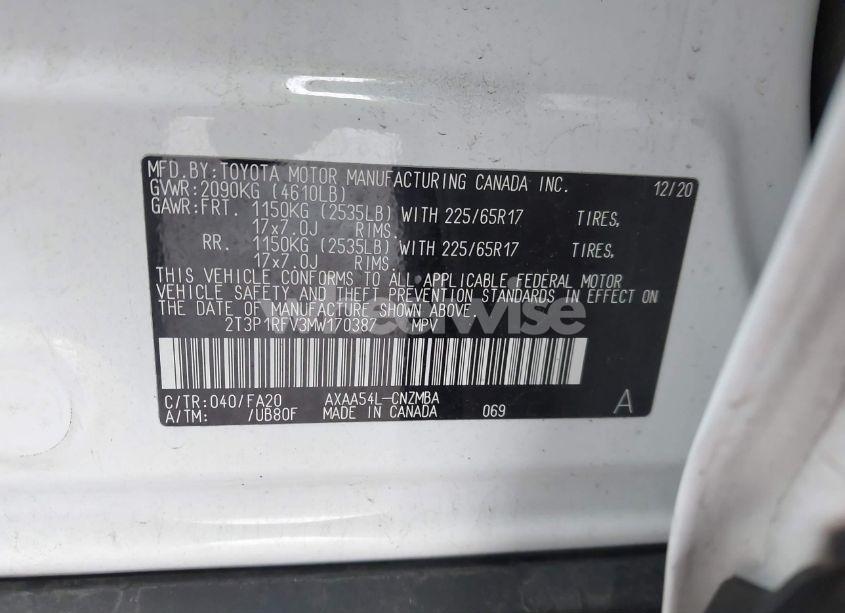 MFD.BY:TOYOTA MOTOR MANUFACTURING CANADA INC. 12/20
GVWR:2090KG (4610LB)
GAWR:FRT. 1150KG (2535LB) WITH 225/65R17 TIRES,
17x7.0J RIMS,
RR. 1150KG (2535LB) WITH 225/65R17 TIRES,
17x7.0J RIMS.
THIS VEHICLE CONFORMS TO ALL APPLICABLE FEDERAL MOTOR
VEHICLE SAFETY AND THEFT PREVENTION STANDARDS IN EFFECT ON
THE DATE OF MANUFACTURE SHOWN ABOVE.
2T3P1RFV3MW170387 MPV
C/TR:040/FA20 AXAA54L-CNZMBA
A/TM: /UB80F MADE IN CANADA 069 A